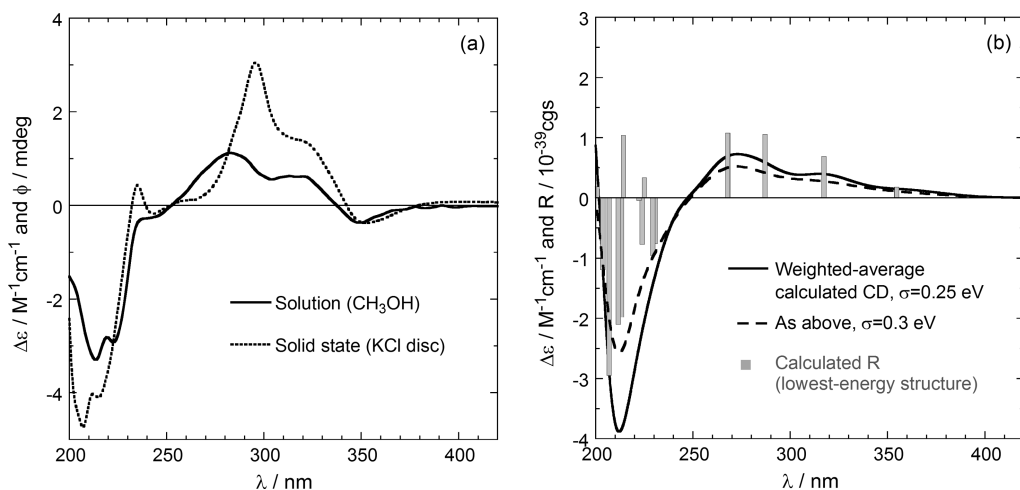 (a)
4
2
0
-2
-4
200
250
300
350
400
Δε / M⁻¹cm⁻¹ and ϕ / mdeg
λ / nm
Solution (CH₃OH)
Solid state (KCl disc)
(b)
3
2
1
0
-1
-2
-3
-4
200
250
300
350
400
Δε / M⁻¹cm⁻¹ and R / 10⁻³⁹cgs
λ / nm
Weighted-average
calculated CD, σ=0.25 eV
As above, σ=0.3 eV
Calculated R
(lowest-energy structure)